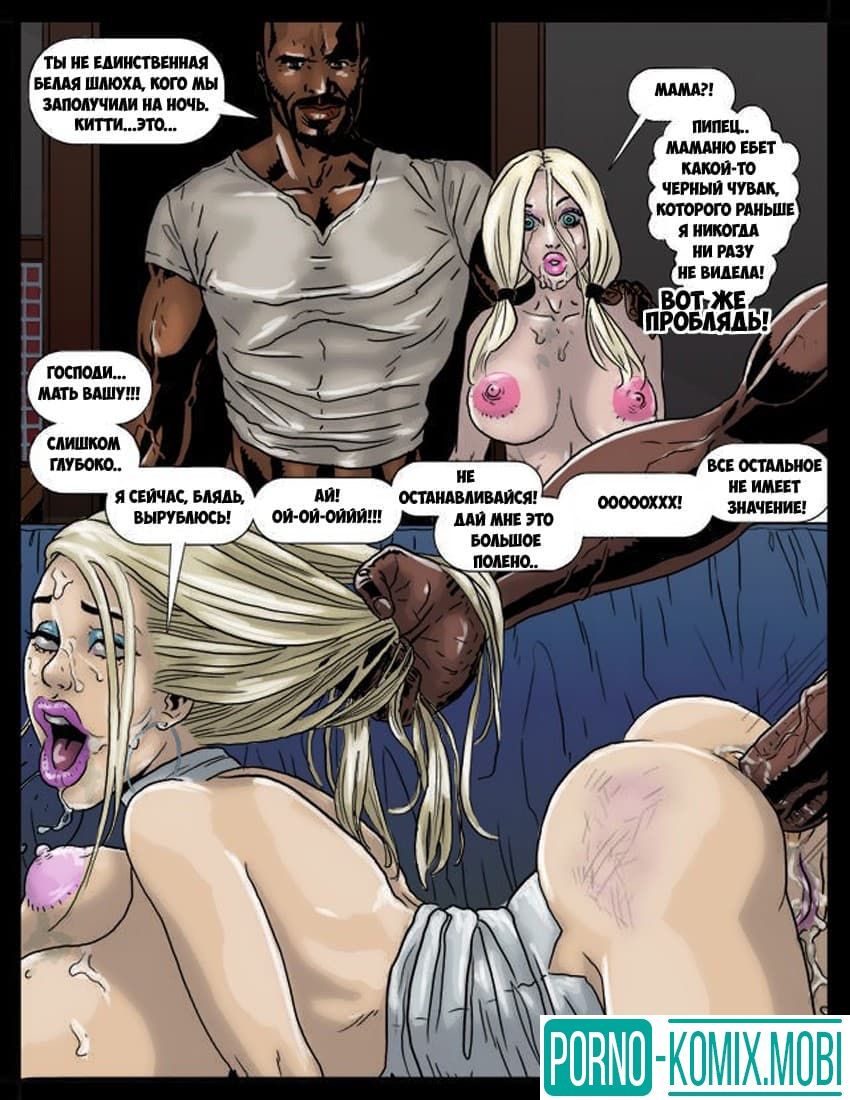 ТЫ НЕ ЕДИНСТВЕННАЯ
БЕЛАЯ ШЛЮХА, КОГО МЫ
ЗАПОЛУЧИЛИ НА НОЧЬ.
КИТТИ...ЭТО...
МАМА?!
ПИПЕЦ..
МАМАНЮ ЕБЕТ
КАКОЙ-ТО
ЧЕРНЫЙ ЧУВАК,
КОТОРОГО РАНЬШЕ
Я НИКОГДА
НИ РАЗУ
НЕ ВИДЕЛА!
ВОТ ЖЕ
ПРОБЛЯДЬ!
ГОСПОДИ...
МАТЬ ВАШУ!!!
СЛИШКОМ
ГЛУБОКО..
Я СЕЙЧАС, БЛЯДЬ,
ВЫРУБЛЮСЬ!
АЙ!
ОЙ-ОЙ-ОЙЙЙ!!!
НЕ
ОСТАНАВЛИВАЙСЯ!
ДАЙ МНЕ ЭТО
БОЛЬШОЕ
ПОЛЕНО..
ОООООХХХ!
ВСЕ ОСТАЛЬНОЕ
НЕ ИМЕЕТ
ЗНАЧЕНИЕ!
PORNO-KOMIX.MOBI